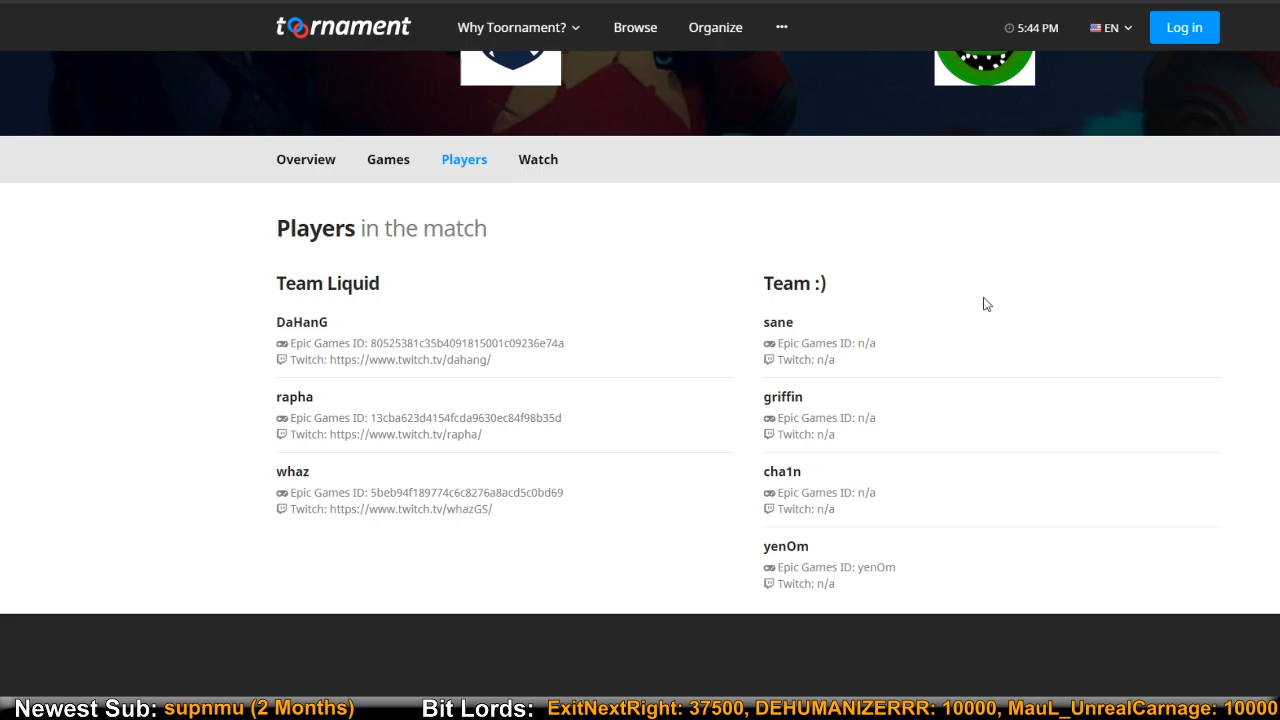 toornament Why Toornament? Browse Organize ••• 5:44 PM EN Log in
Overview Games Players Watch
Players in the match
Team Liquid
DaHanG
Epic Games ID: 80525381c35b4091815001c09236e74a
Twitch: https://www.twitch.tv/dahang/
rapha
Epic Games ID: 13cba623d4154fcda9630ec84f98b35d
Twitch: https://www.twitch.tv/rapha/
whaz
Epic Games ID: 5beb94f189774c6c8276a8acd5c0bd69
Twitch: https://www.twitch.tv/whazGS/
Team :)
sane
Epic Games ID: n/a
Twitch: n/a
griffin
Epic Games ID: n/a
Twitch: n/a
cha1n
Epic Games ID: n/a
Twitch: n/a
yenOm
Epic Games ID: yenOm
Twitch: n/a
Newest Sub: supnmu (2 Months) Bit Lords: ExitNextRight: 37500, DEHUMANIZERRR: 10000, MauL_UnrealCarnage: 10000